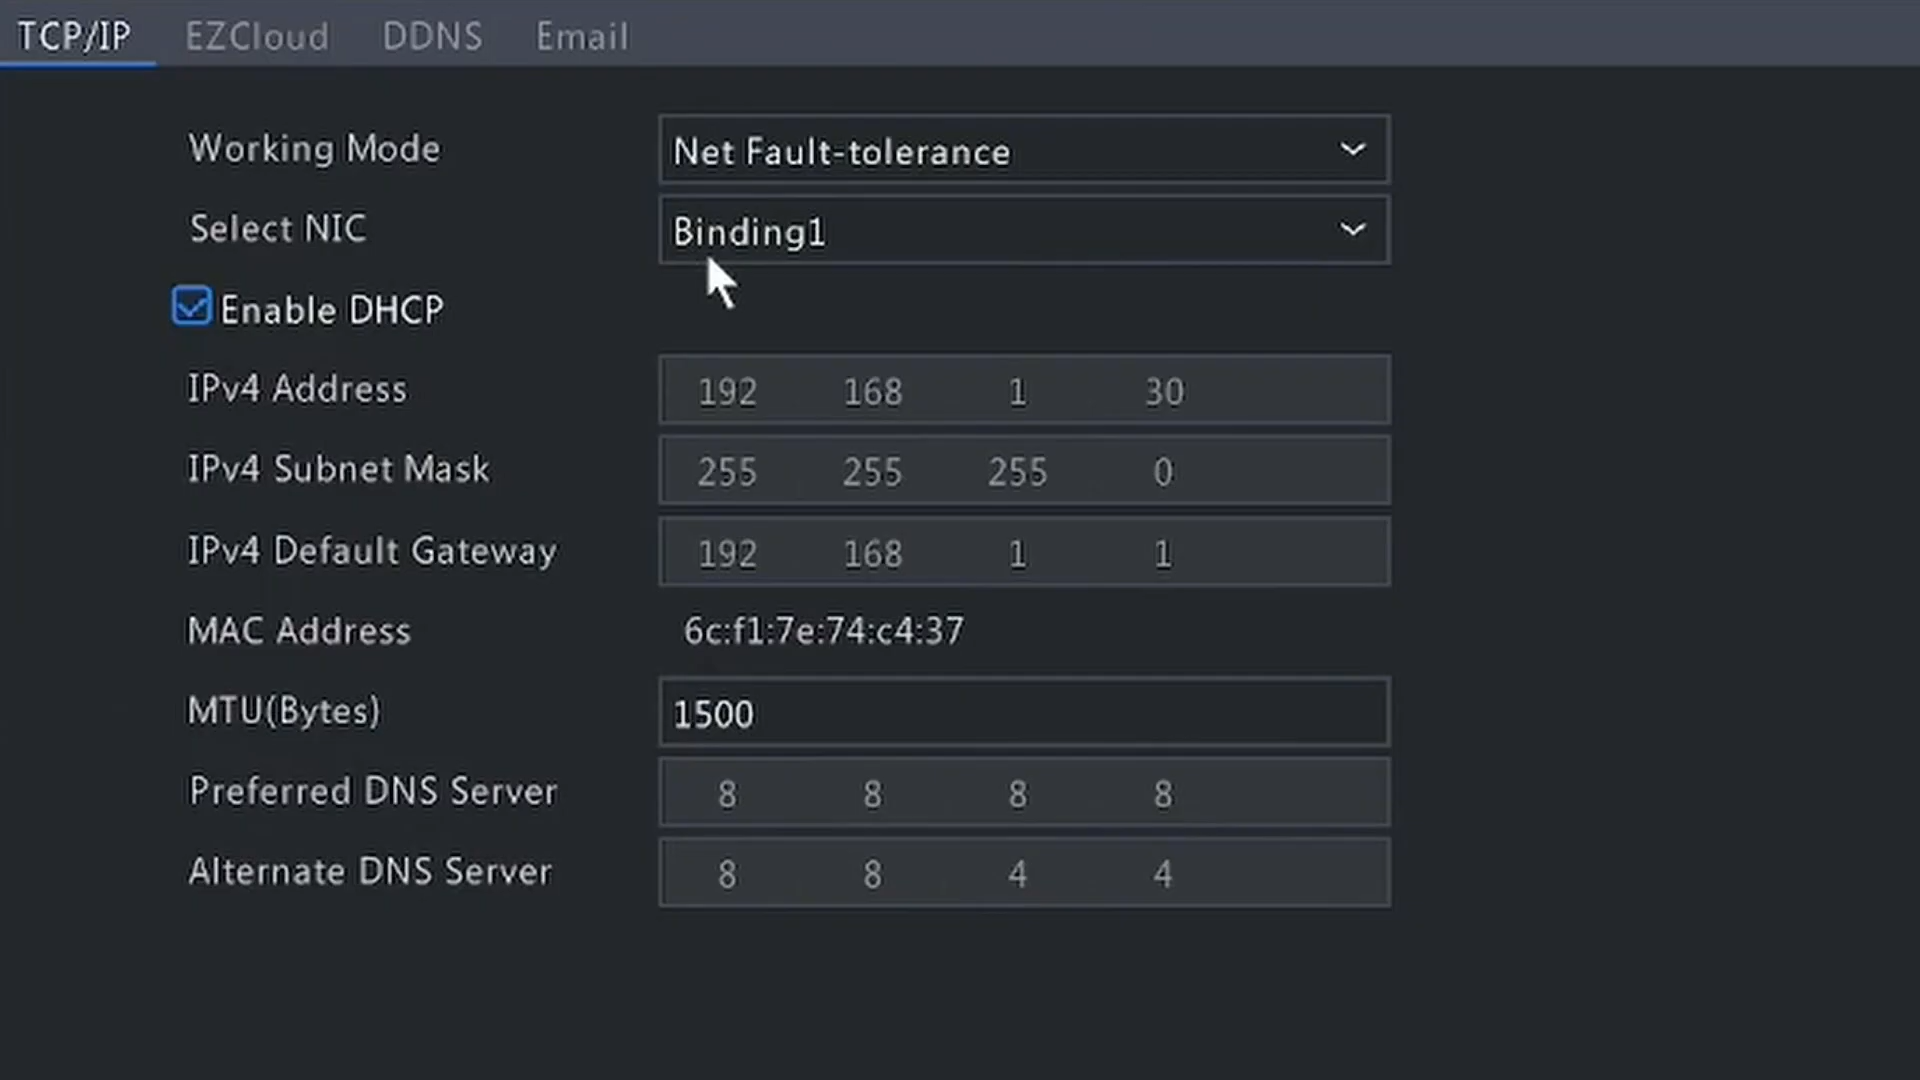 TCP/IP EZCloud DDNS Email
Working Mode Net Fault-tolerance
Select NIC Binding1
Enable DHCP
IPv4 Address 192 168 1 30
IPv4 Subnet Mask 255 255 255 0
IPv4 Default Gateway 192 168 1 1
MAC Address 6c:f1:7e:74:c4:37
MTU(Bytes) 1500
Preferred DNS Server 8 8 8 8
Alternate DNS Server 8 8 4 4